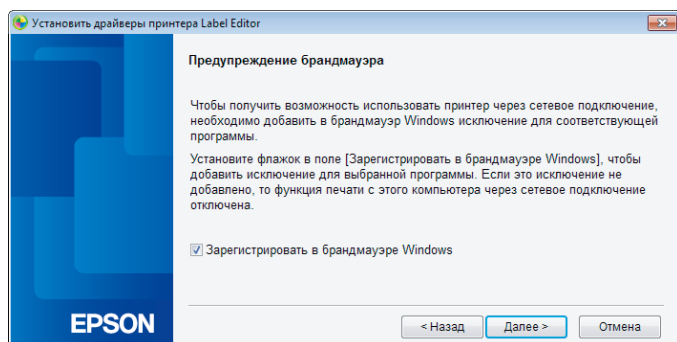 Установить драйверы принтера Label Editor
Предупреждение брандмауэра
Чтобы получить возможность использовать принтер через сетевое подключение,
необходимо добавить в брандмауэр Windows исключение для соответствующей
программы.
Установите флажок в поле [Зарегистрировать в брандмауэре Windows], чтобы
добавить исключение для выбранной программы. Если это исключение не
добавлено, то функция печати с этого компьютера через сетевое подключение
отключена.
Зарегистрировать в брандмауэре Windows
EPSON
< Назад
Далее >
Отмена